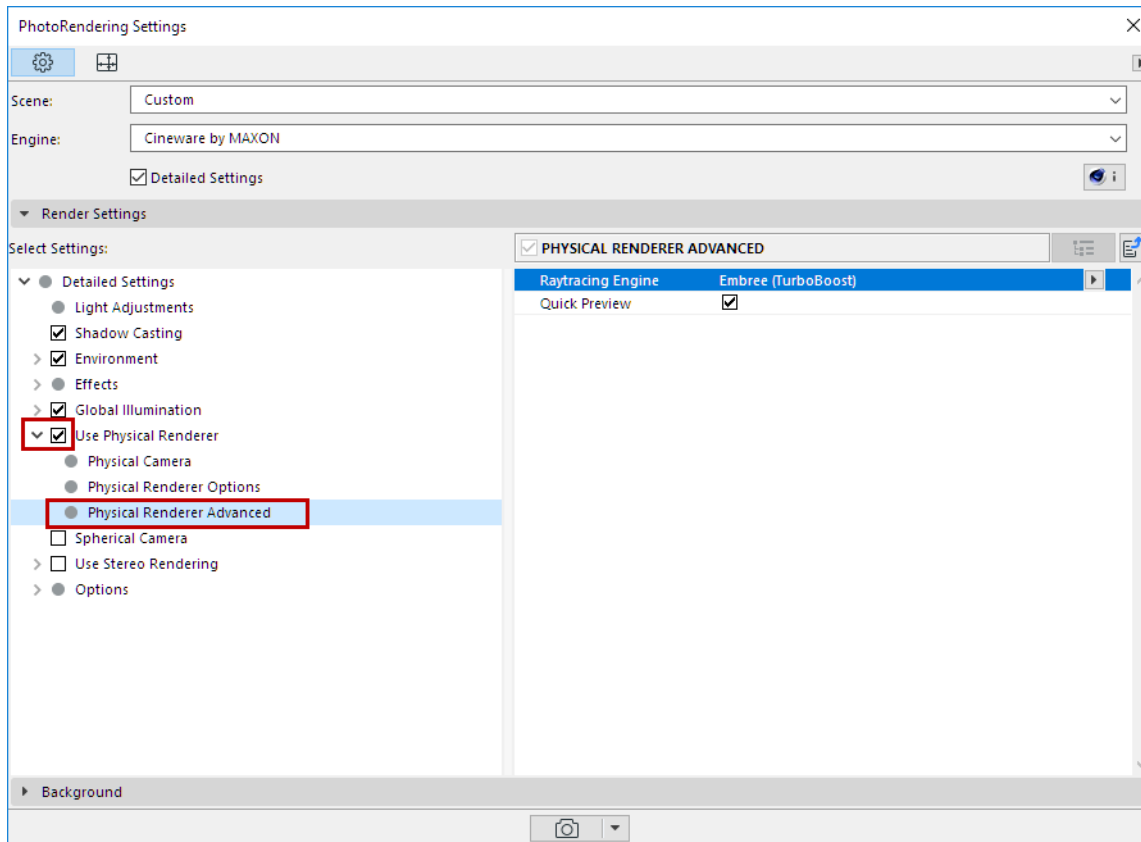 PhotoRendering Settings
Scene: Custom
Engine: Cineware by MAXON
Detailed Settings
i
Render Settings
Select Settings:
PHYSICAL RENDERER ADVANCED
Detailed Settings
Light Adjustments
Shadow Casting
Environment
Effects
Global Illumination
Use Physical Renderer
Physical Camera
Physical Renderer Options
Physical Renderer Advanced
Spherical Camera
Use Stereo Rendering
Options
Raytracing Engine Embree (TurboBoost)
Quick Preview
Background